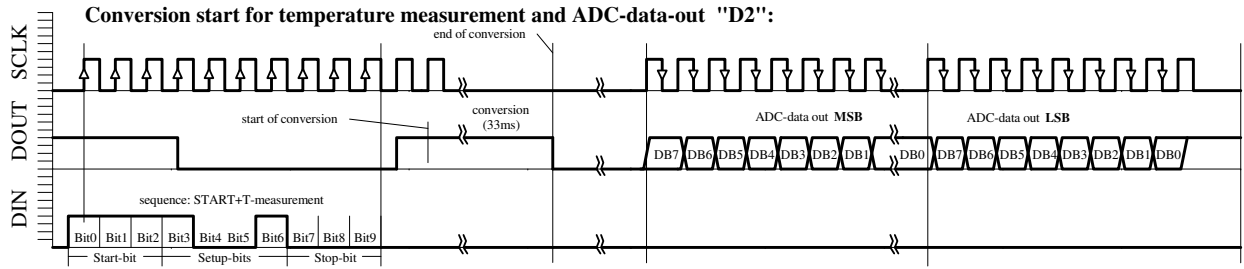 Conversion start for temperature measurement and ADC-data-out "D2":
end of conversion
SCLK
DOUT
start of conversion
conversion
(33ms)
ADC-data out MSB
ADC-data out LSB
DB7 DB6 DB5 DB4 DB3 DB2 DB1 DB0 DB7 DB6 DB5 DB4 DB3 DB2 DB1 DB0
DIN
sequence: START+T-measurement
Bit0 Bit1 Bit2 Bit3 Bit4 Bit5 Bit6 Bit7 Bit8 Bit9
Start-bit Setup-bits Stop-bit